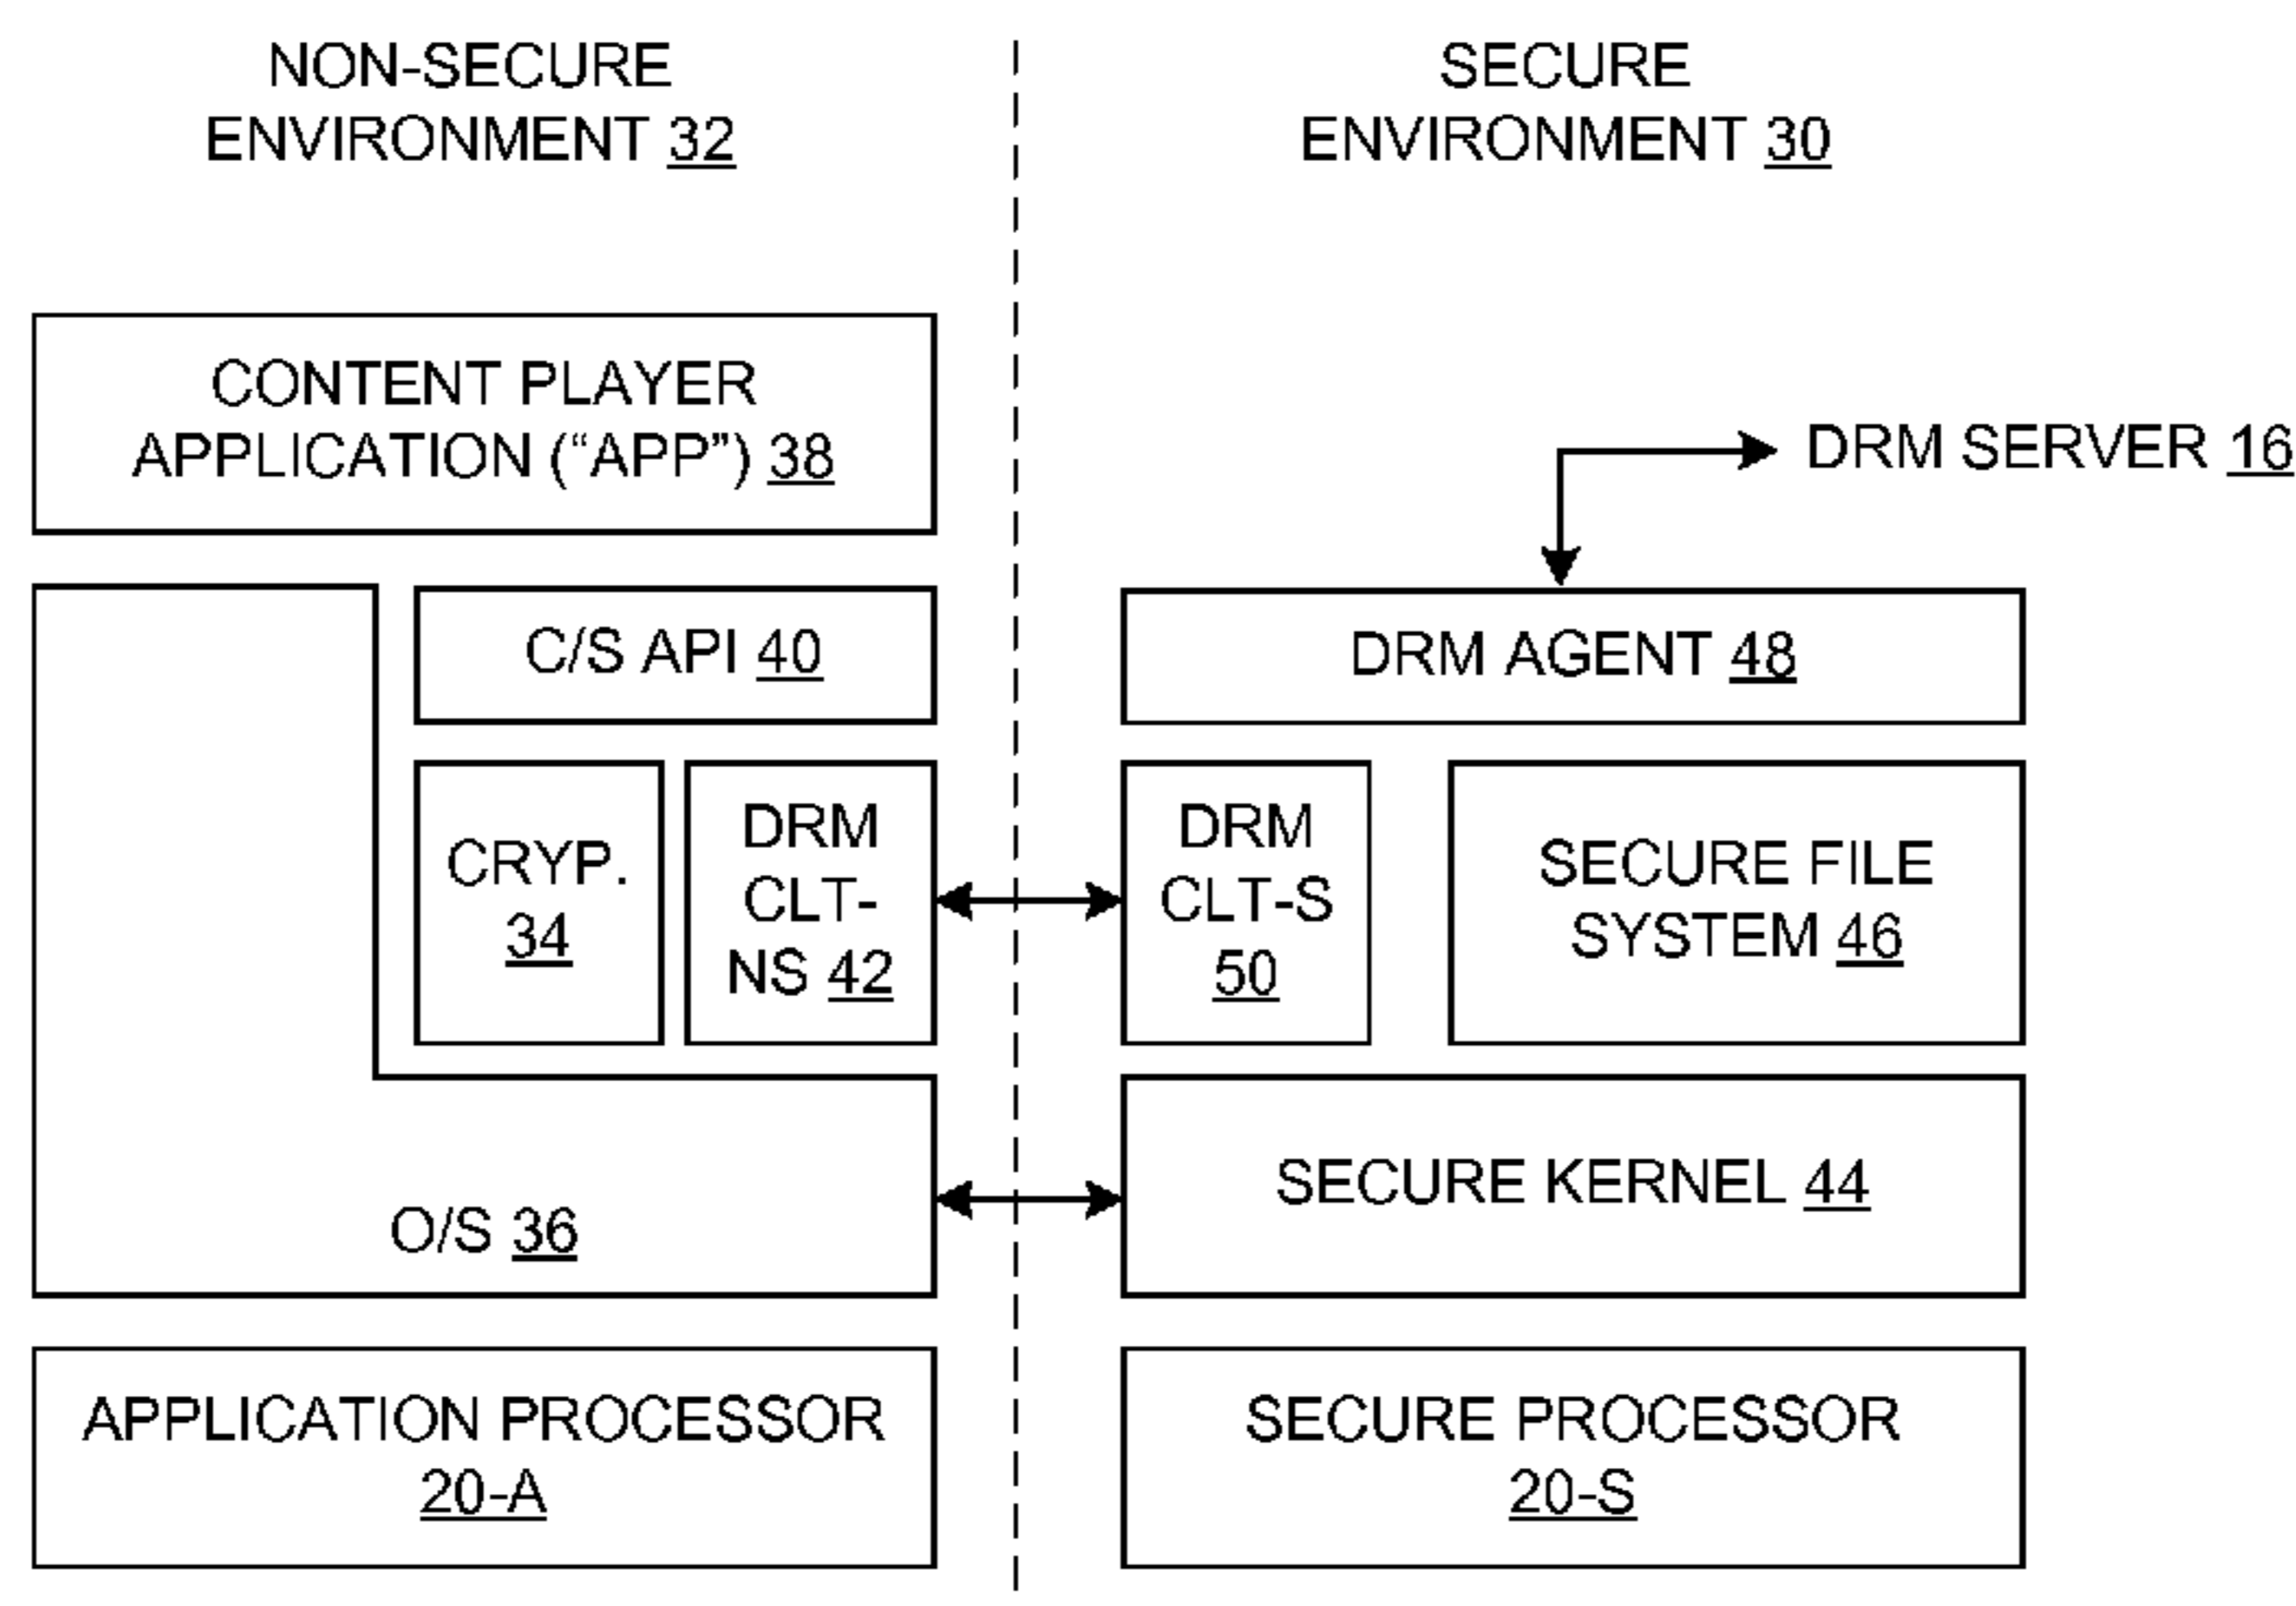 NON-SECURE
ENVIRONMENT 32
SECURE
ENVIRONMENT 30
CONTENT PLAYER
APPLICATION (“APP”) 38
DRM SERVER 16
C/S API 40
DRM AGENT 48
CRYP.
34
DRM
CLT-
NS 42
DRM
CLT-S
50
SECURE FILE
SYSTEM 46
O/S 36
SECURE KERNEL 44
APPLICATION PROCESSOR
20-A
SECURE PROCESSOR
20-S